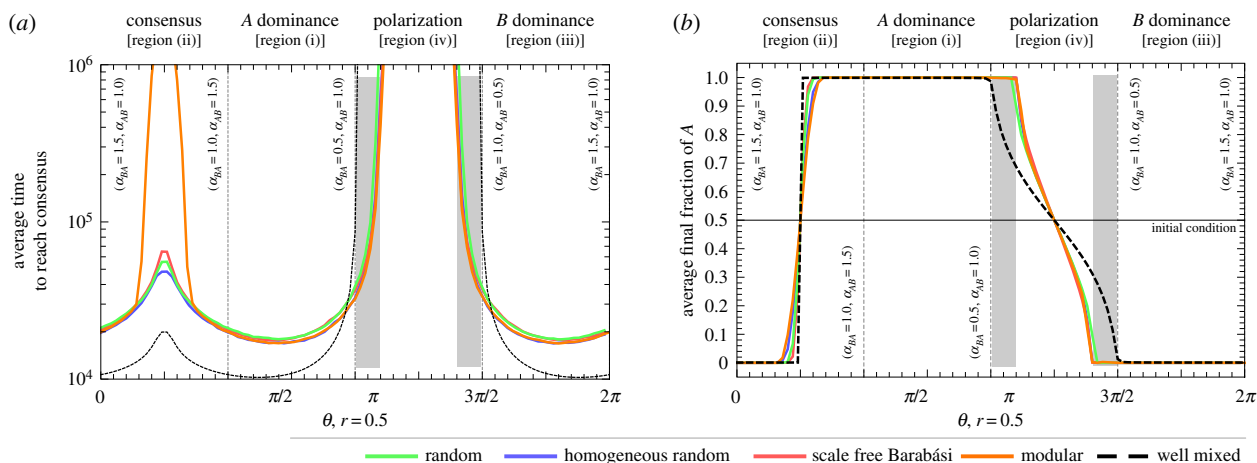 (a)
consensus
A dominance
polarization
B dominance
[region (ii)]
[region (i)]
[region (iv)]
[region (iii)]
average time
to reach consensus
10⁶
10⁵
10⁴
(α_BA = 1.5, α_AB = 1.0)
(α_BA = 1.0, α_AB = 1.5)
(α_BA = 0.5, α_AB = 1.0)
(α_BA = 1.0, α_AB = 0.5)
(α_BA = 1.5, α_AB = 1.0)
0
π/2
π
3π/2
2π
θ, r = 0.5
(b)
consensus
A dominance
polarization
B dominance
[region (ii)]
[region (i)]
[region (iv)]
[region (iii)]
average final fraction of A
1.0
0.9
0.8
0.7
0.6
0.5
0.4
0.3
0.2
0.1
0
(α_BA = 1.5, α_AB = 1.0)
(α_BA = 1.0, α_AB = 1.5)
(α_BA = 0.5, α_AB = 1.0)
(α_BA = 1.0, α_AB = 0.5)
(α_BA = 1.5, α_AB = 1.0)
initial condition
0
π/2
π
3π/2
2π
θ, r = 0.5
random
homogeneous random
scale free Barabási
modular
well mixed